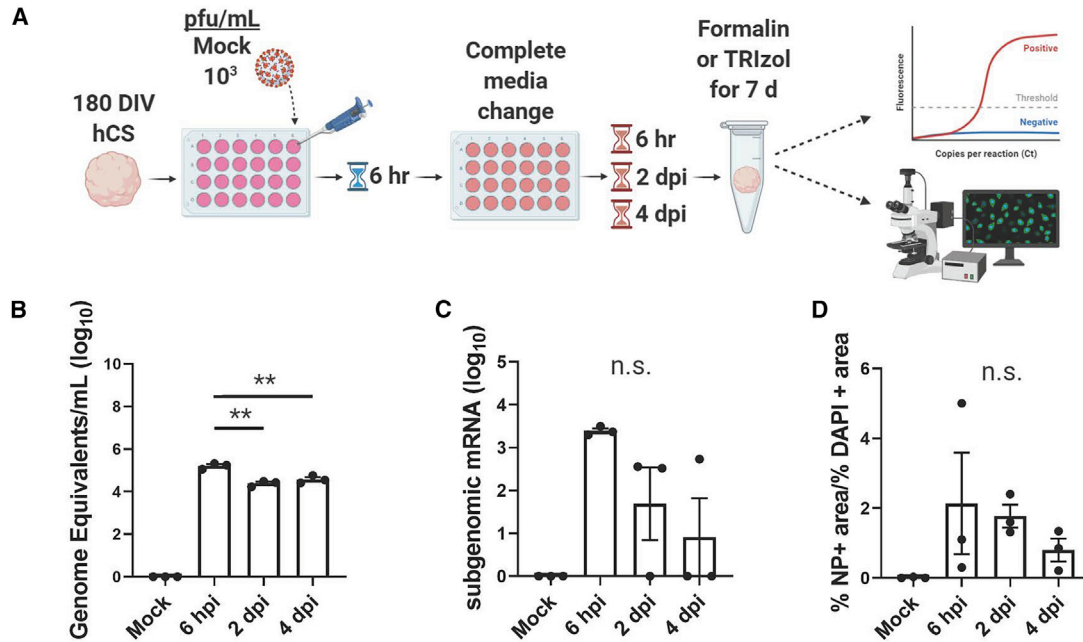 A
pfu/mL
Mock
10³
180 DIV
hCS
6 hr
Complete
media
change
6 hr
2 dpi
4 dpi
Formalin
or TRIzol
for 7 d
Fluorescence
Positive
Threshold
Negative
Copies per reaction (Ct)
B
Genome Equivalents/mL (log₁₀)
10
8
6
4
2
0
**
**
Mock
6 hpi
2 dpi
4 dpi
C
subgenomic mRNA (log₁₀)
5
4
3
2
1
0
n.s.
Mock
6 hpi
2 dpi
4 dpi
D
% NP+ area/% DAPI + area
6
4
2
0
n.s.
Mock
6 hpi
2 dpi
4 dpi